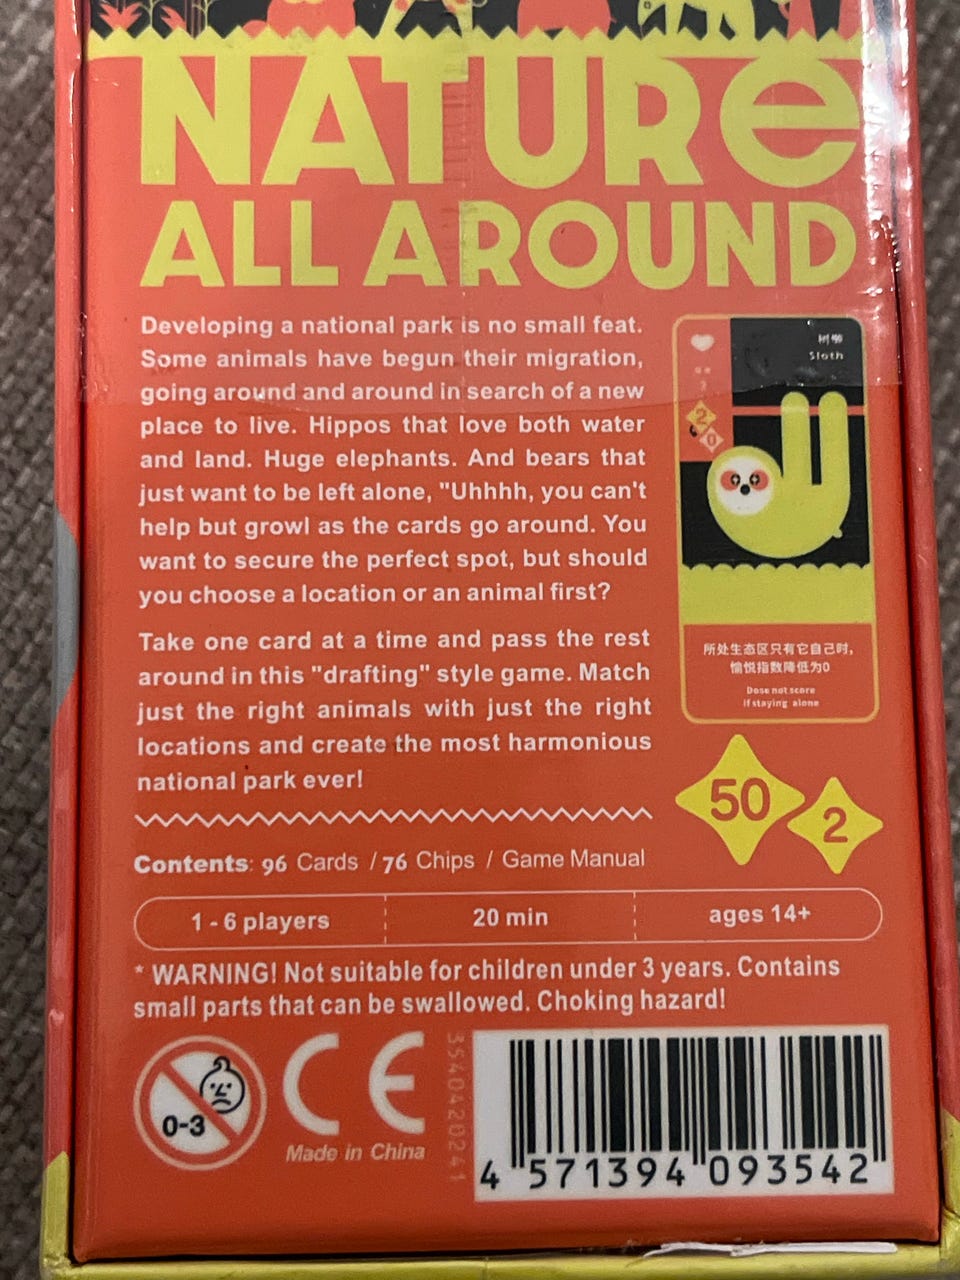 NATURe
ALL AROUND
Developing a national park is no small feat.
Some animals have begun their migration,
going around and around in search of a new
place to live. Hippos that love both water
and land. Huge elephants. And bears that
just want to be left alone, "Uhhhh, you can't
help but growl as the cards go around. You
want to secure the perfect spot, but should
you choose a location or an animal first?
Take one card at a time and pass the rest
around in this "drafting" style game. Match
just the right animals with just the right
locations and create the most harmonious
national park ever!
树懒
Sloth
2
0
所处生态区只有它自己时，
愉悦指数降低为0
Dose not score
If staying alone
50
2
Contents: 96 Cards / 76 Chips / Game Manual
1 - 6 players
20 min
ages 14+
* WARNING! Not suitable for children under 3 years. Contains
small parts that can be swallowed. Choking hazard!
0-3
CE
Made in China
4 571394 093542